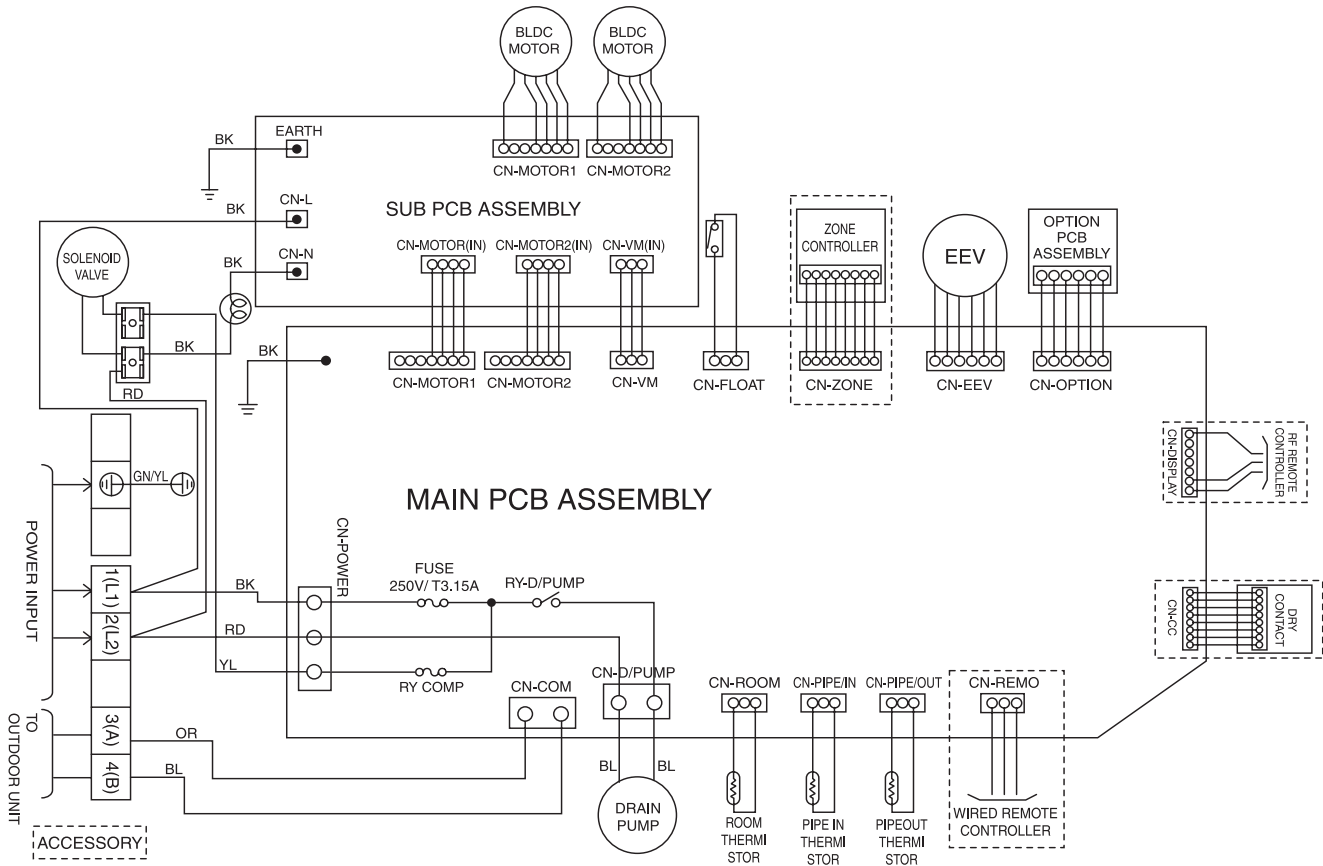 BLDC
MOTOR
BLDC
MOTOR
EARTH
BK
CN-MOTOR1
CN-MOTOR2
CN-L
BK
SUB PCB ASSEMBLY
SOLENOID
VALVE
CN-N
BK
CN-MOTOR(IN)
CN-MOTOR2(IN)
CN-VM(IN)
ZONE
CONTROLLER
EEV
OPTION
PCB
ASSEMBLY
BK
BK
RD
CN-MOTOR1
CN-MOTOR2
CN-VM
CN-FLOAT
CN-ZONE
CN-EEV
CN-OPTION
CN-DISPLAY
RF REMOTE
CONTROLLER
GN/YL
MAIN PCB ASSEMBLY
POWER INPUT
1(L1)
2(L2)
BK
RD
YL
CN-POWER
FUSE
250V/ T3.15A
RY-D/PUMP
RY COMP
CN-CC
DRY
CONTACT
CN-COM
CN-D/PUMP
CN-ROOM
CN-PIPE/IN
CN-PIPE/OUT
CN-REMO
TO
OUTDOOR UNIT
3(A)
4(B)
OR
BL
BL
BL
DRAIN
PUMP
ROOM
THERMI
STOR
PIPE IN
THERMI
STOR
PIPEOUT
THERMI
STOR
WIRED REMOTE
CONTROLLER
ACCESSORY